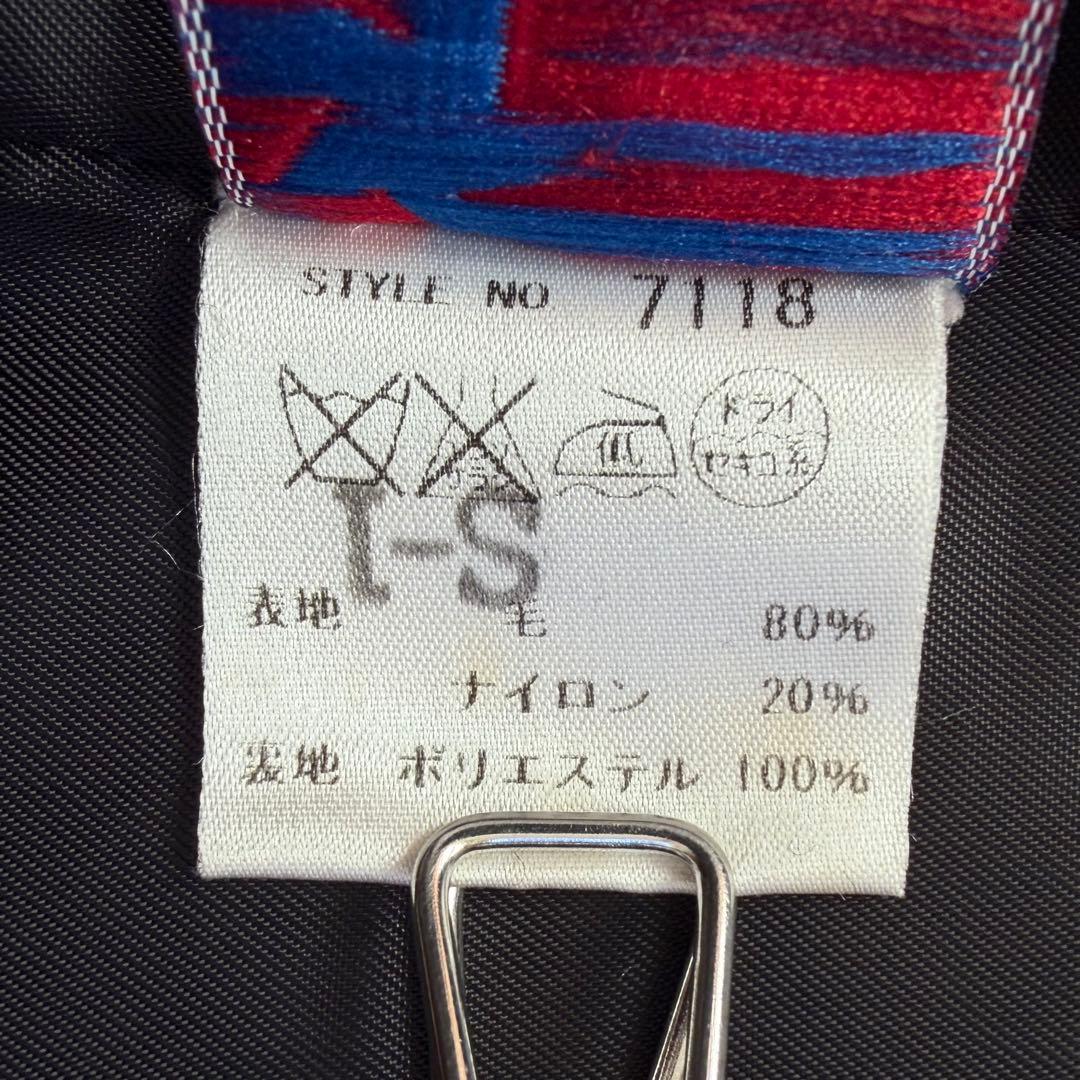 STYLE NO 7118
ドライ
セキユ系
S-1
表地 毛 80%
ナイロン 20%
裏地 ポリエステル 100%